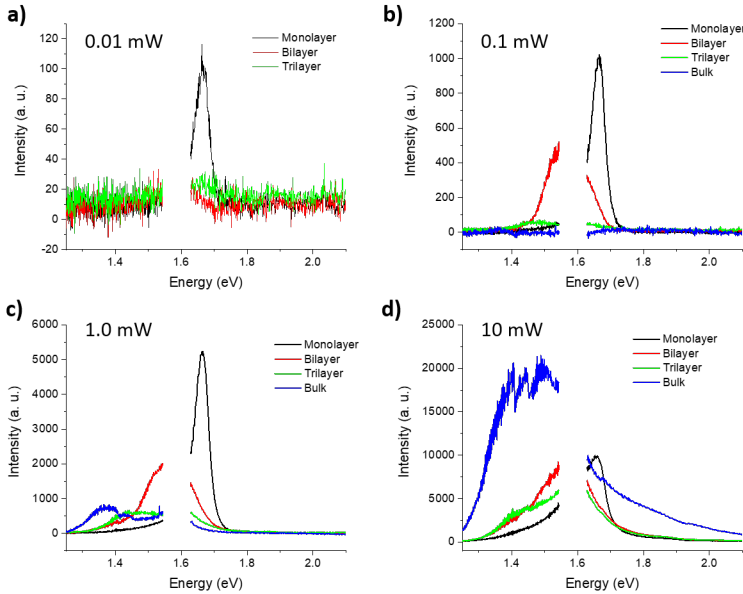 a)
0.01 mW
Monolayer
Bilayer
Trilayer
120
100
80
60
40
20
0
20
Intensity (a. u.)
1.4
1.6
1.8
2.0
Energy (eV)
b)
0.1 mW
Monolayer
Bilayer
Trilayer
Bulk
1200
1000
800
600
400
200
0
Intensity (a. u.)
1.4
1.6
1.8
2.0
Energy (eV)
c)
1.0 mW
Monolayer
Bilayer
Trilayer
Bulk
6000
5000
4000
3000
2000
1000
0
Intensity (a. u.)
1.4
1.6
1.8
2.0
Energy (eV)
d)
10 mW
Monolayer
Bilayer
Trilayer
Bulk
25000
20000
15000
10000
5000
0
Intensity (a. u.)
1.4
1.6
1.8
2.0
Energy (eV)